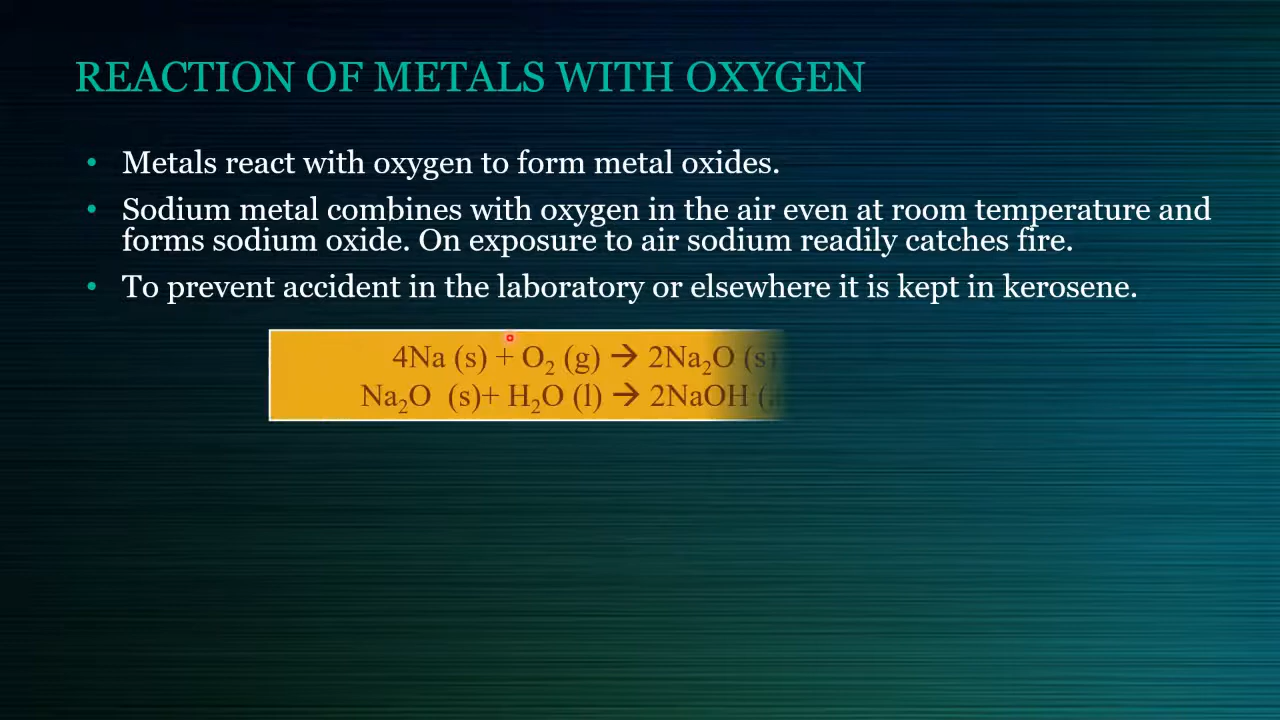 REACTION OF METALS WITH OXYGEN
• Metals react with oxygen to form metal oxides.
• Sodium metal combines with oxygen in the air even at room temperature and
forms sodium oxide. On exposure to air sodium readily catches fire.
• To prevent accident in the laboratory or elsewhere it is kept in kerosene.
4Na (s) + O₂ (g) → 2Na₂O (s)
Na₂O (s)+ H₂O (l) → 2NaOH (